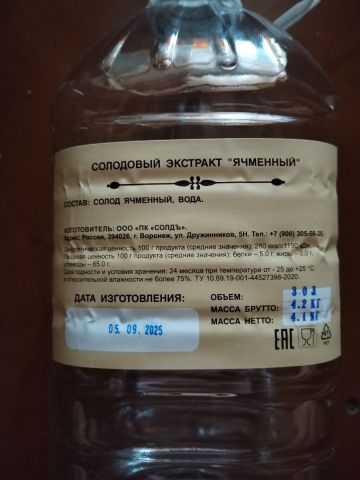 СОЛОДОВЫЙ ЭКСТРАКТ "ЯЧМЕННЫЙ"
СОСТАВ: СОЛОД ЯЧМЕННЫЙ, ВОДА.
ИЗГОТОВИТЕЛЬ: ООО «ПК «СОЛДЪ».
Адрес: Россия, 394026, г. Воронеж, ул. Дружинников, 5Н. Тел.: +7 (900) 305-56-25
Энергетическая ценность 100 г продукта (средние значения): 280 ккал/1190 кДж.
Пищевая ценность 100 г продукта (средние значения): белки – 5.0 г, жиры – 0.0 г,
углеводы – 65.0 г.
Срок годности и условия хранения: 24 месяца при температуре от - 25 до +25 °С
и относительной влажности не более 75%. ТУ 10.89.19-001-44527396-2020
ДАТА ИЗГОТОВЛЕНИЯ:
05. 09. 2025
ОБЪЕМ: 3.0 Л
МАССА БРУТТО: 4.2 КГ
МАССА НЕТТО: 4.1 КГ
EAC